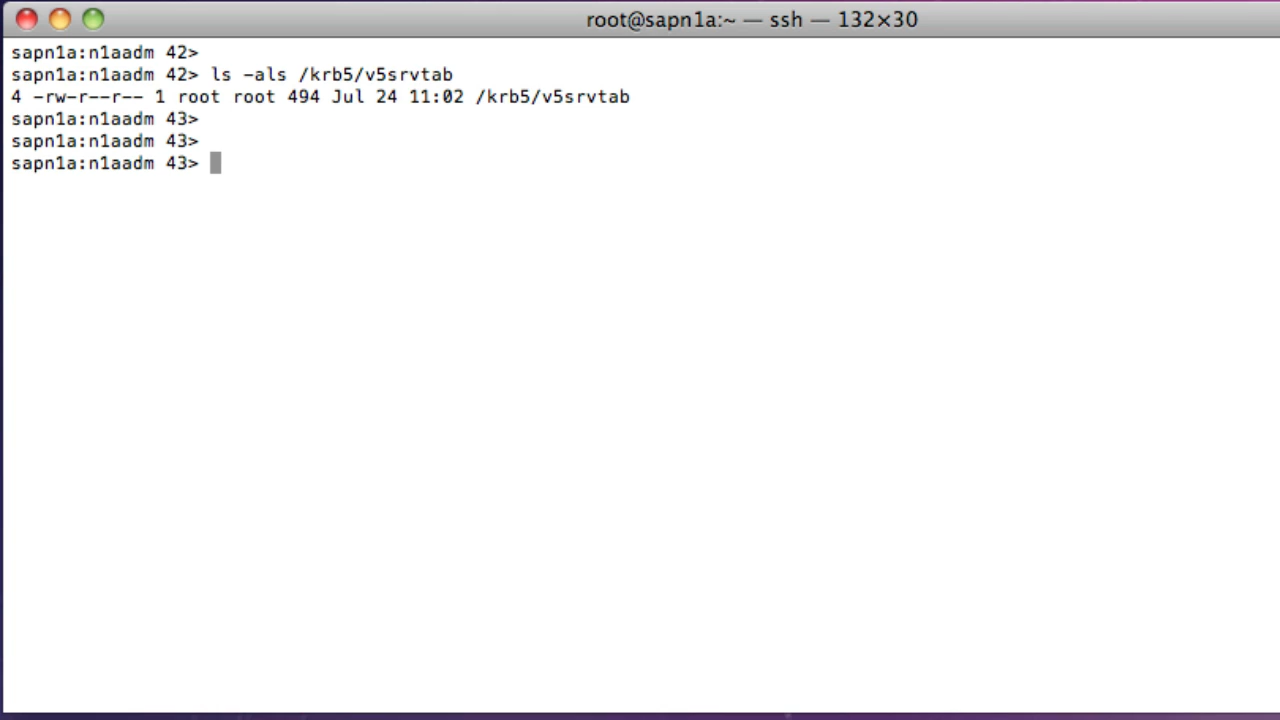 root@sapn1a:~ — ssh — 132×30
sapn1a:n1aadm 42>
sapn1a:n1aadm 42> ls -als /krb5/v5srvtab
4 -rw-r--r-- 1 root root 494 Jul 24 11:02 /krb5/v5srvtab
sapn1a:n1aadm 43>
sapn1a:n1aadm 43>
sapn1a:n1aadm 43>